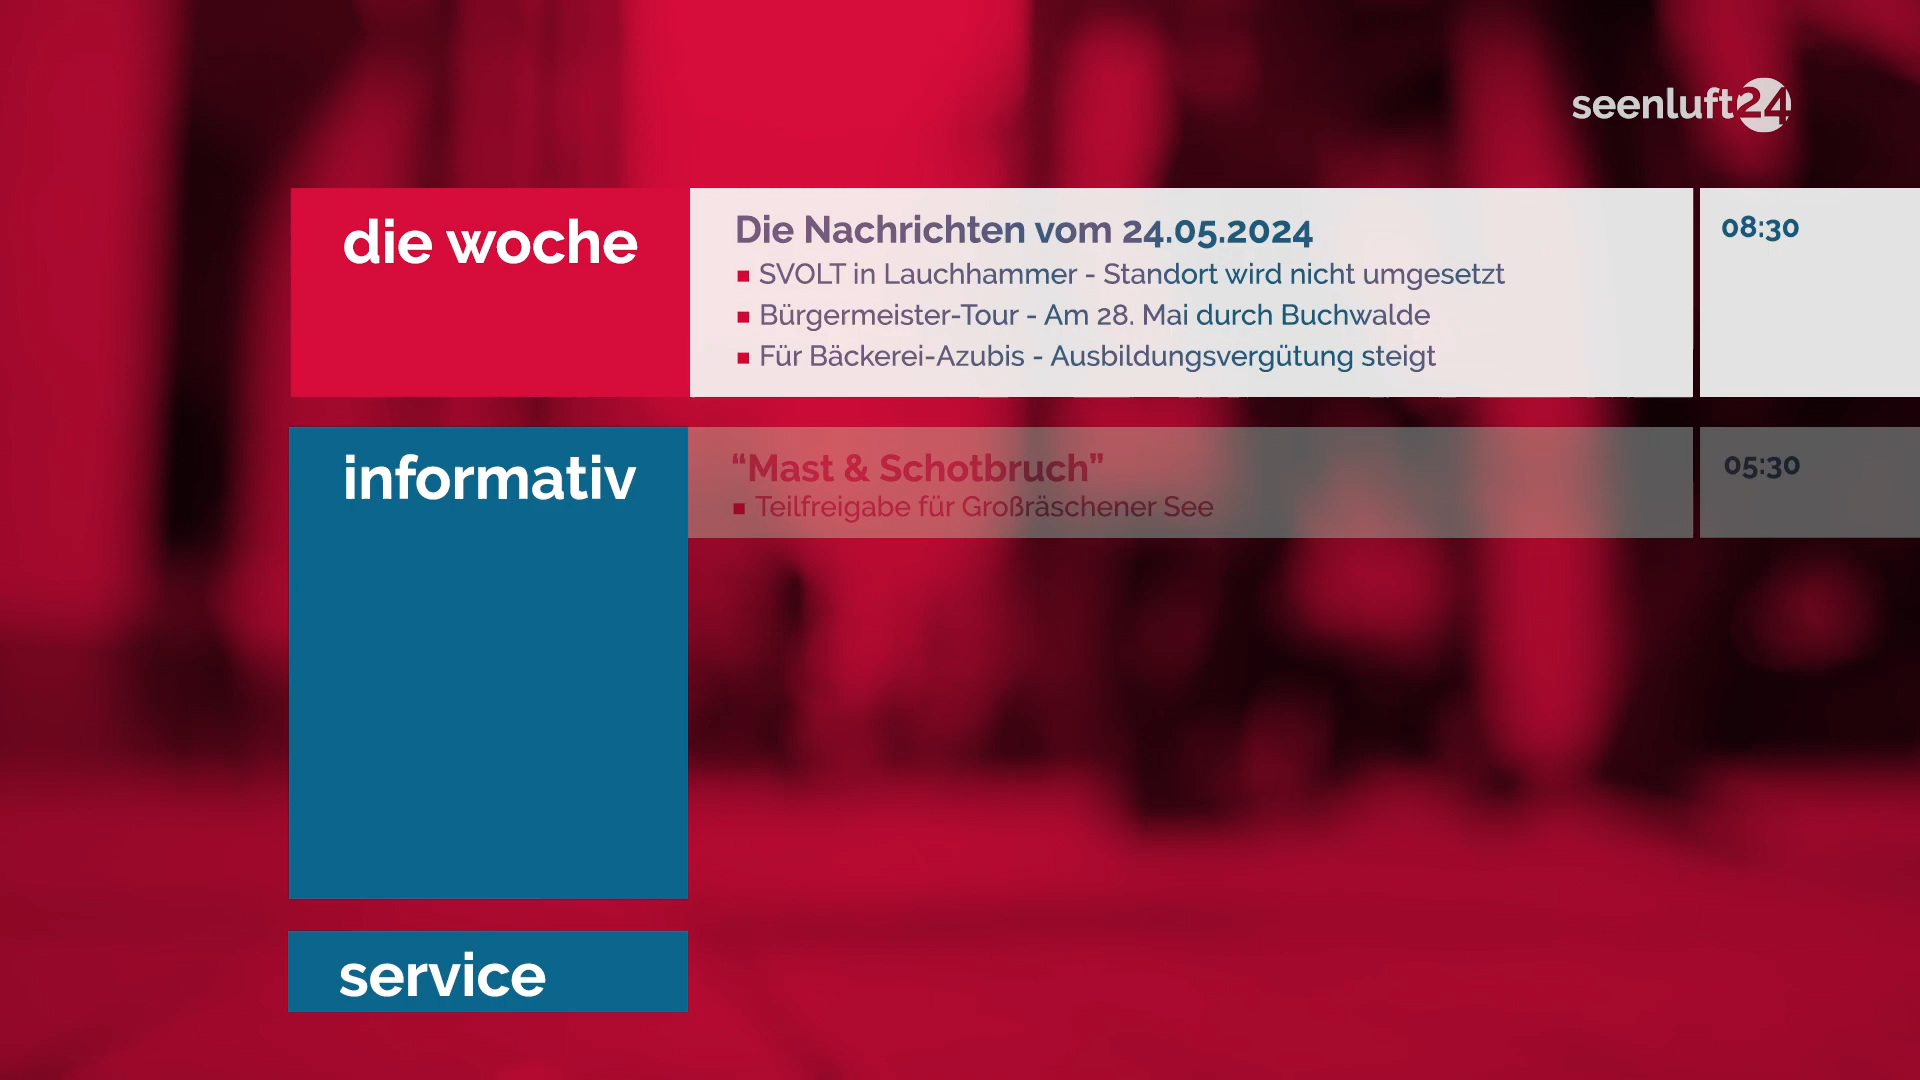 seenluft24
die woche
Die Nachrichten vom 24.05.2024
08:30
▪ SVOLT in Lauchhammer - Standort wird nicht umgesetzt
▪ Bürgermeister-Tour - Am 28. Mai durch Buchwalde
▪ Für Bäckerei-Azubis - Ausbildungsvergütung steigt
informativ
“Mast & Schotbruch”
05:30
▪ Teilfreigabe für Großräschener See
service